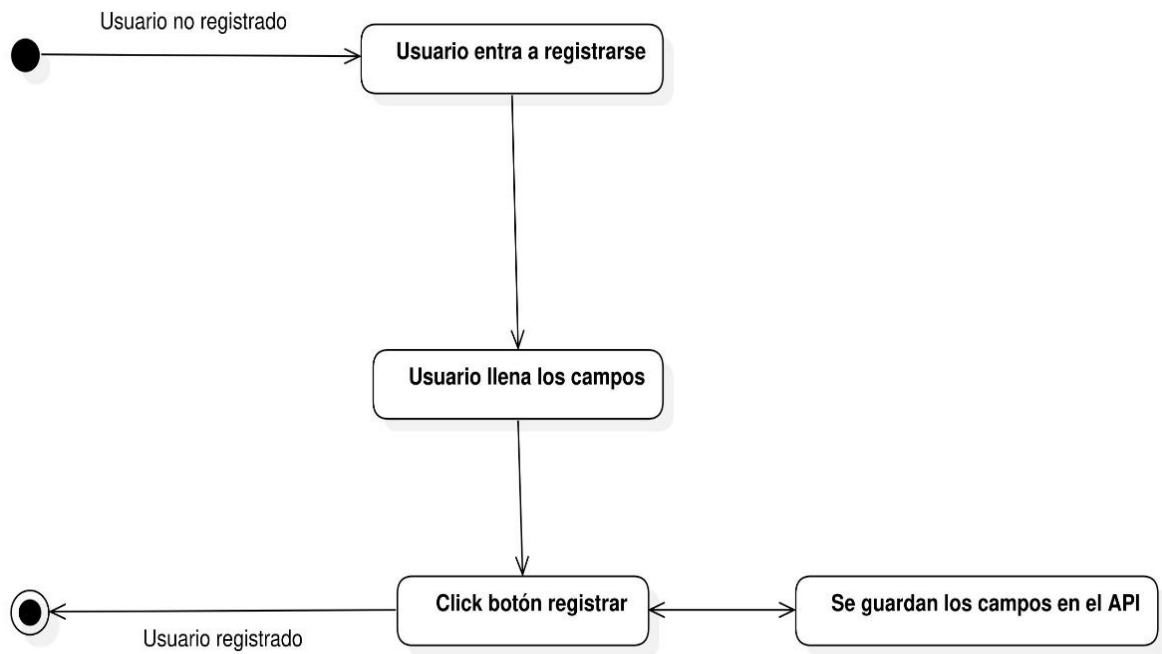 Usuario no registrado
Usuario entra a registrarse
Usuario llena los campos
Click botón registrar
Se guardan los campos en el API
Usuario registrado